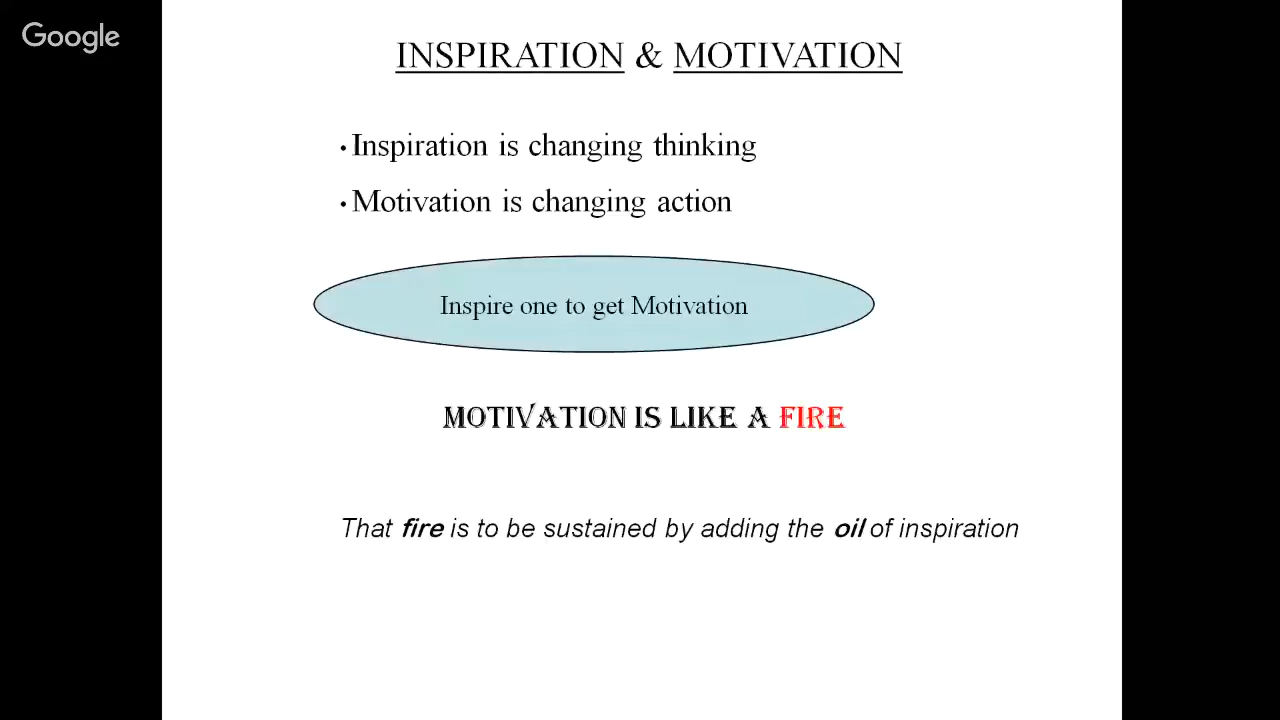 Google
INSPIRATION & MOTIVATION
•Inspiration is changing thinking
•Motivation is changing action
Inspire one to get Motivation
MOTIVATION IS LIKE A FIRE
That fire is to be sustained by adding the oil of inspiration